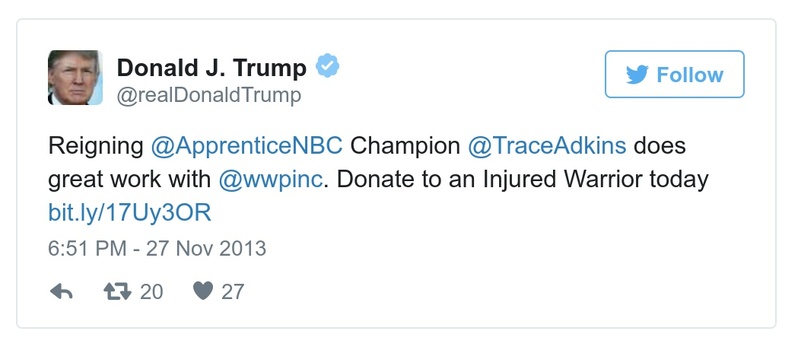 Donald J. Trump
@realDonaldTrump
Follow
Reigning @ApprenticeNBC Champion @TraceAdkins does
great work with @wwpinc. Donate to an Injured Warrior today
bit.ly/17Uy3OR
6:51 PM - 27 Nov 2013
20 27